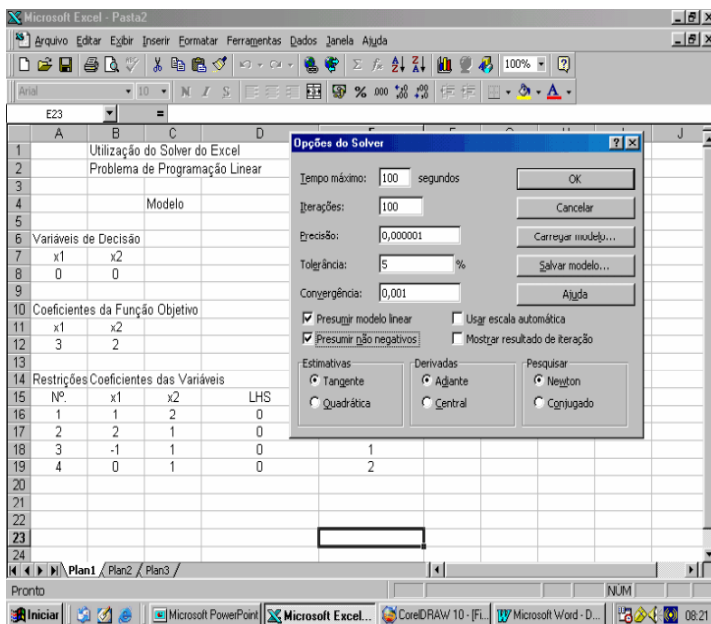 Microsoft Excel - Pasta2
Arquivo Editar Exibir Inserir Formatar Ferramentas Dados Janela Ajuda
100%
Arial 10 N I S % 000
E23 =
A B C D J
1 Utilização do Solver do Excel
2 Problema de Programação Linear
3
4 Modelo
5
6 Variáveis de Decisão
7 x1 x2
8 0 0
9
10 Coeficientes da Função Objetivo
11 x1 x2
12 3 2
13
14 Restrições Coeficientes das Variáveis
15 Nº. x1 x2 LHS
16 1 1 2 0
17 2 2 1 0
18 3 -1 1 0 1
19 4 0 1 0 2
20
21
22
23
24
Opções do Solver
Tempo máximo: 100 segundos
OK
Iterações: 100
Cancelar
Precisão: 0,000001
Carregar modelo...
Tolerância: 5 %
Salvar modelo...
Convergência: 0,001
Ajuda
Presumir modelo linear
Usar escala automática
Presumir não negativos
Mostrar resultado de iteração
Estimativas Derivadas Pesquisar
Tangente Adiante Newton
Quadrática Central Conjugado
Plan1 Plan2 Plan3
Pronto NÚM
Iniciar Microsoft PowerPoint Microsoft Excel... CorelDRAW 10 - [Fi... Microsoft Word - D... 08:21